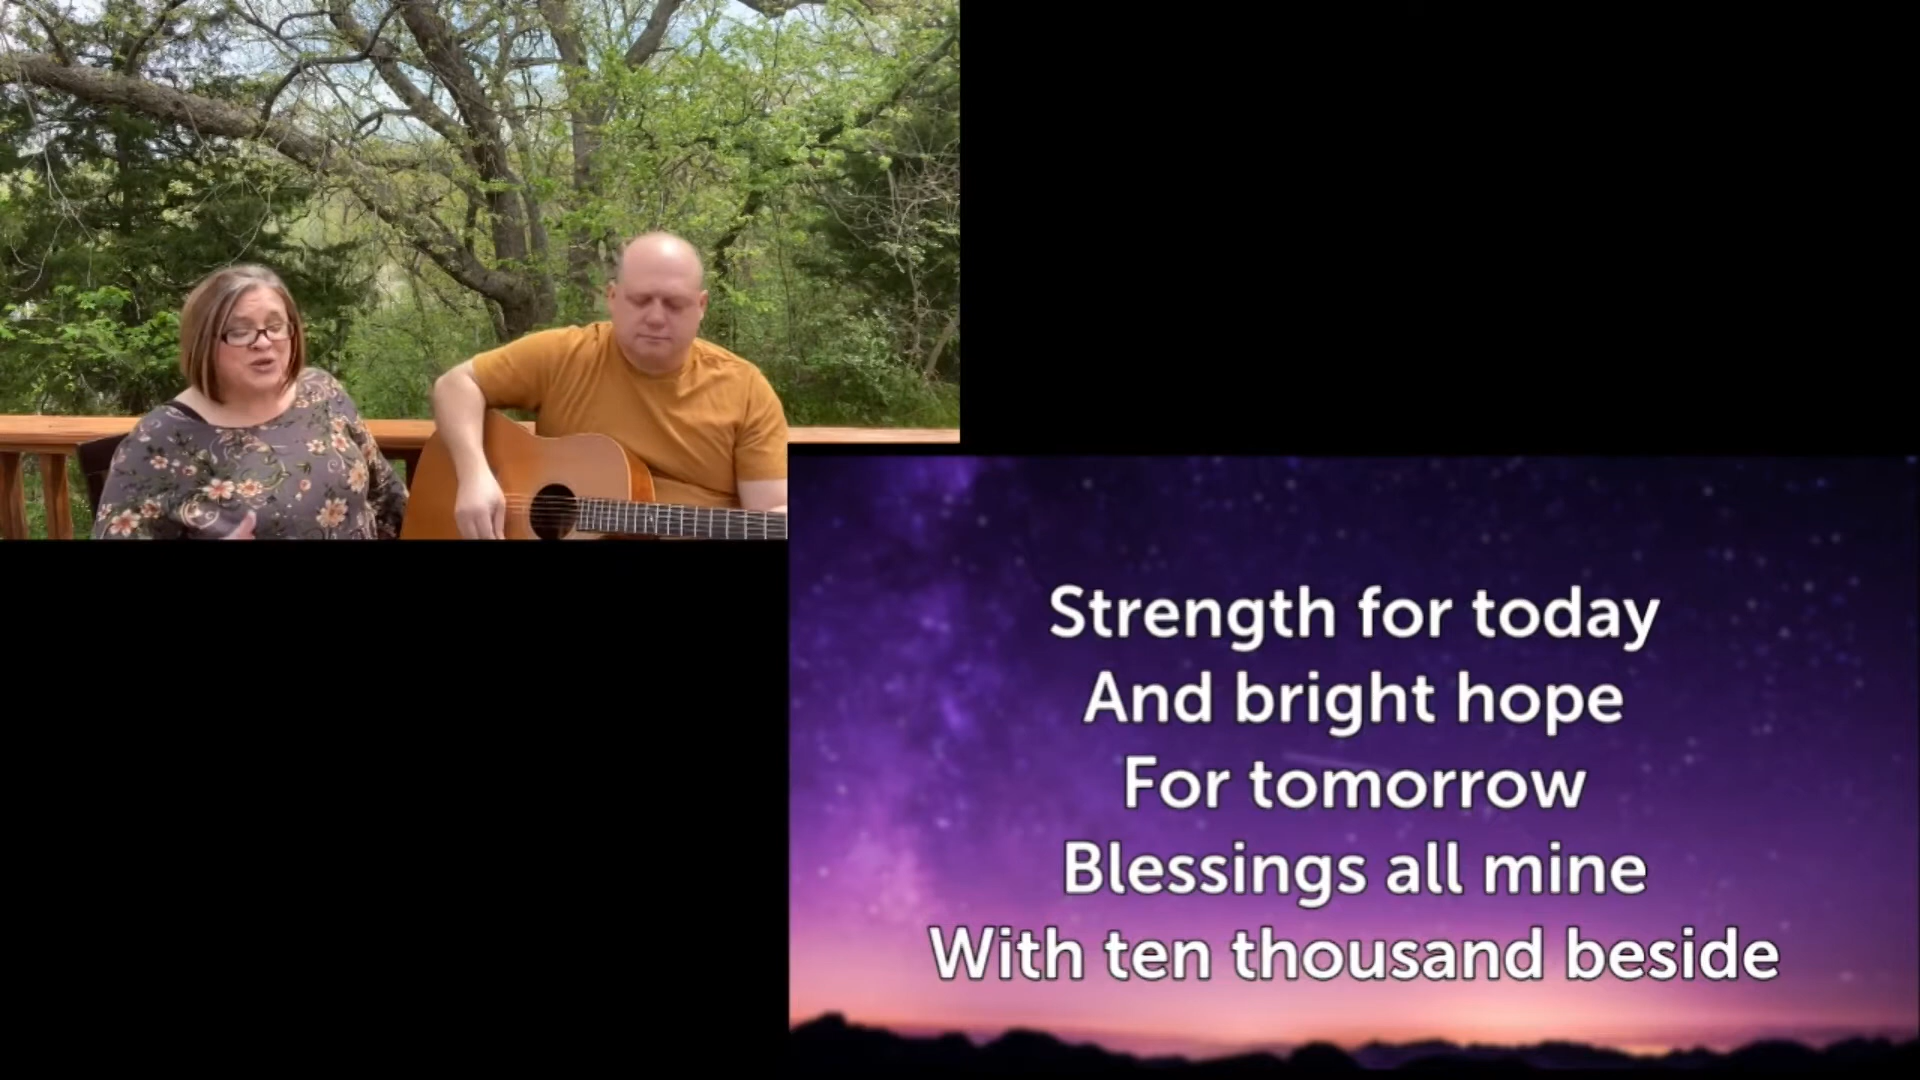 Strength for today
And bright hope
For tomorrow
Blessings all mine
With ten thousand beside